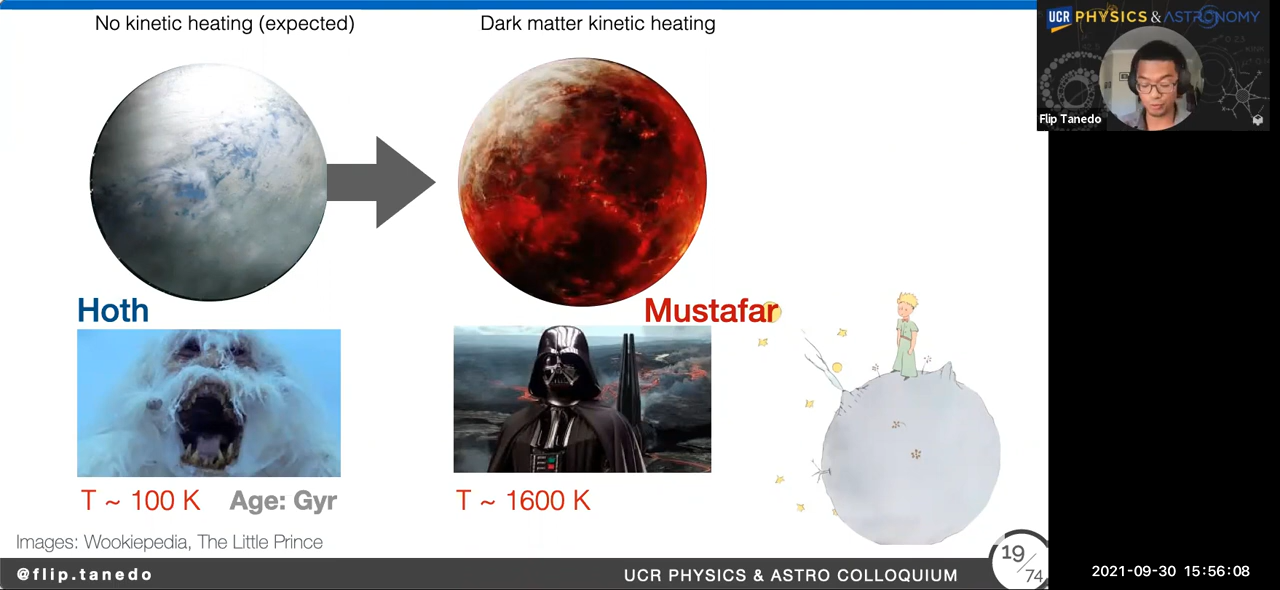 No kinetic heating (expected)
Dark matter kinetic heating
Hoth
Mustafar
T ~ 100 K
Age: Gyr
T ~ 1600 K
Images: Wookiepedia, The Little Prince
@flip.tanedo
UCR PHYSICS & ASTRO COLLOQUIUM
19/74
UCR PHYSICS & ASTRONOMY
Flip Tanedo
2021-09-30 15:56:08